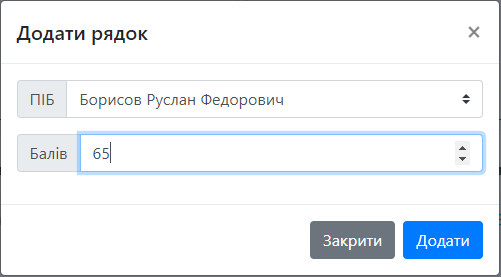 Додати рядок ×
ПІБ Борисов Руслан Федорович
Балів 65
Закрити Додати